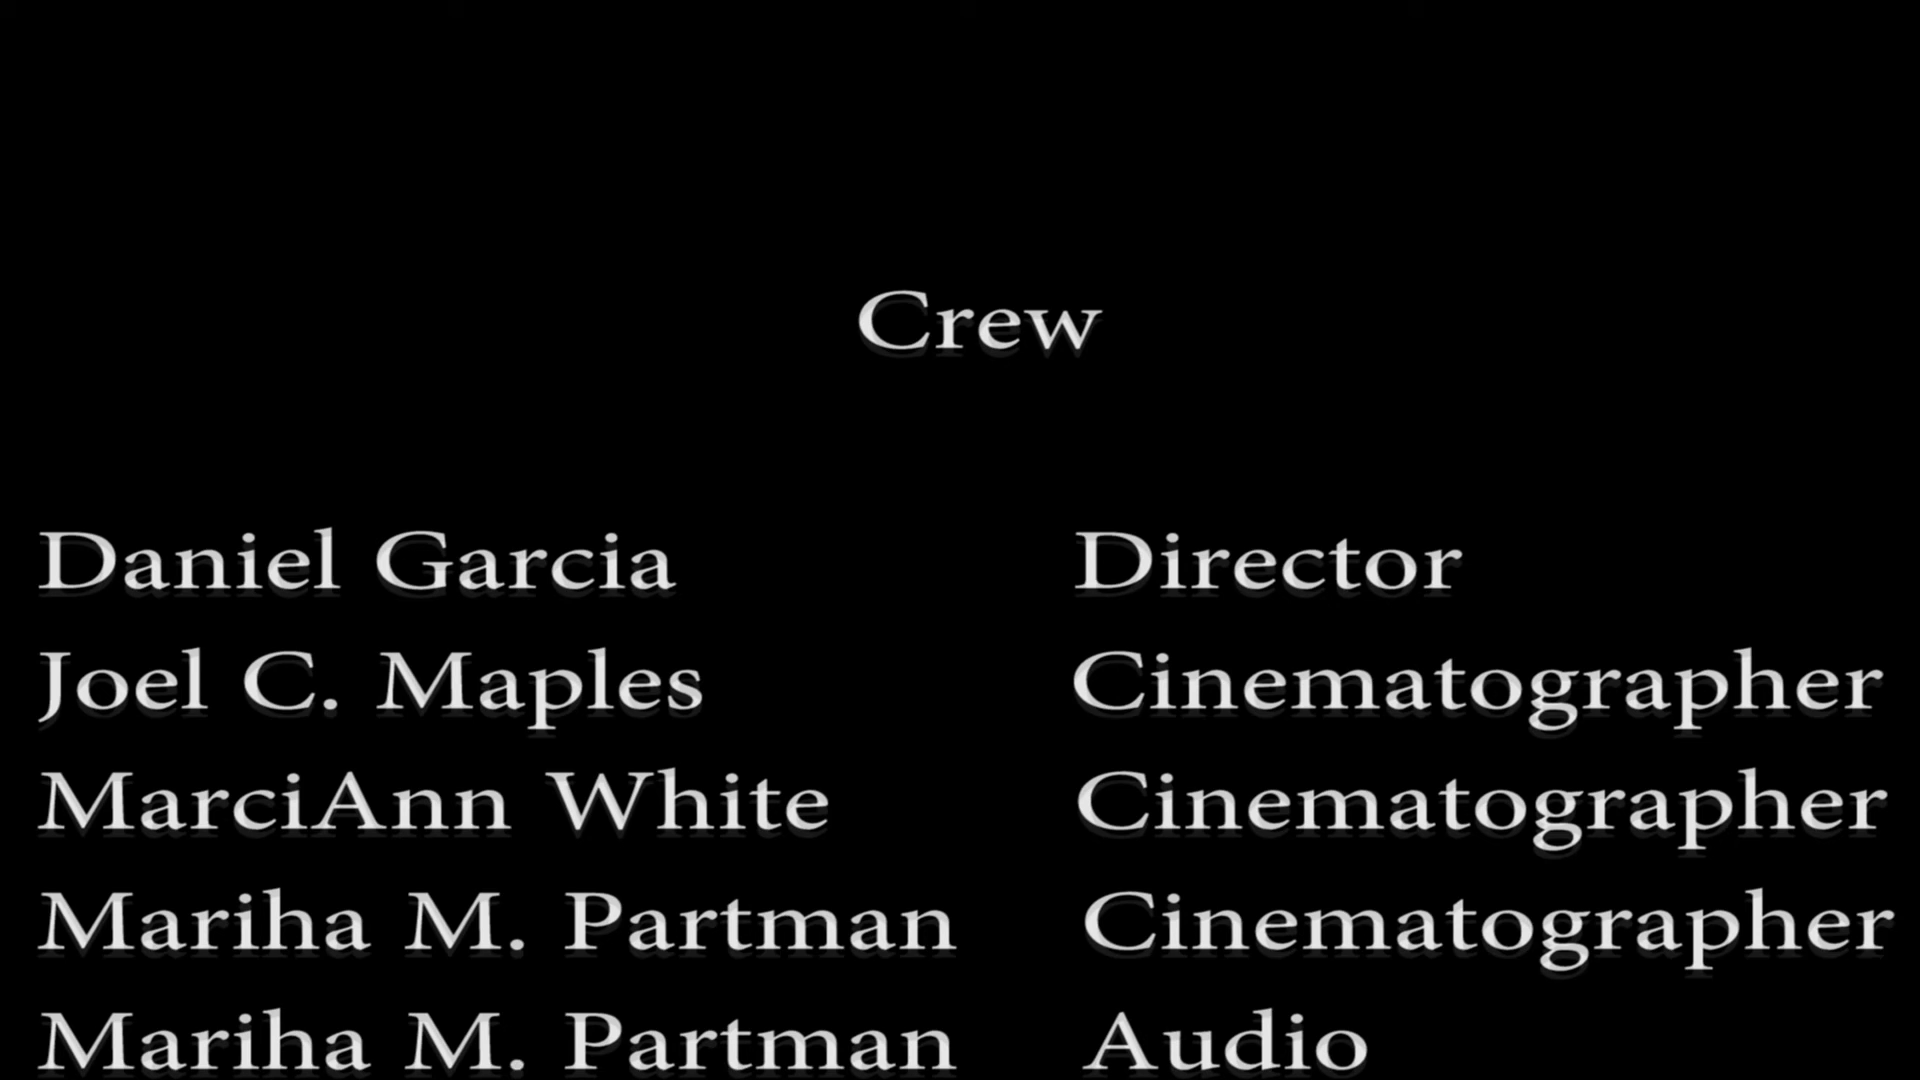 Crew
Daniel Garcia Director
Joel C. Maples Cinematographer
MarciAnn White Cinematographer
Mariha M. Partman Cinematographer
Mariha M. Partman Audio